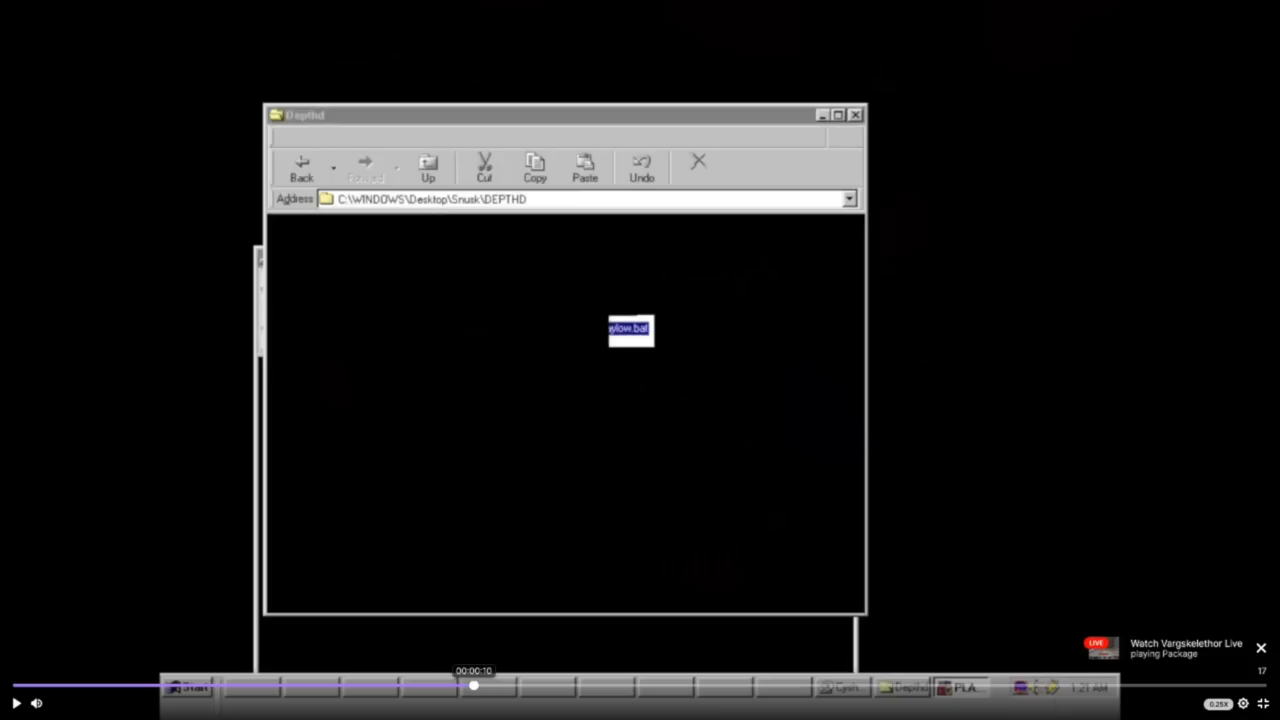 Depthd
Back
Forward
Up
Cut
Copy
Paste
Undo
Address
C:\WINDOWS\Desktop\Snusk\DEPTHD
ylow.bat
LIVE
Watch Vargskelethor Live
playing Package
00:00:10
17
Start
Depthd
PLA...
1:21 AM
0.25X